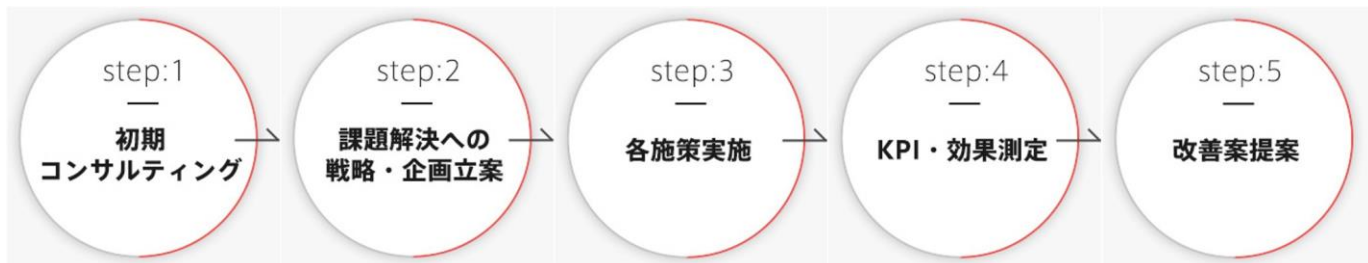 step:1
初期
コンサルティング
step:2
課題解決への
戦略・企画立案
step:3
各施策実施
step:4
KPI・効果測定
step:5
改善案提案